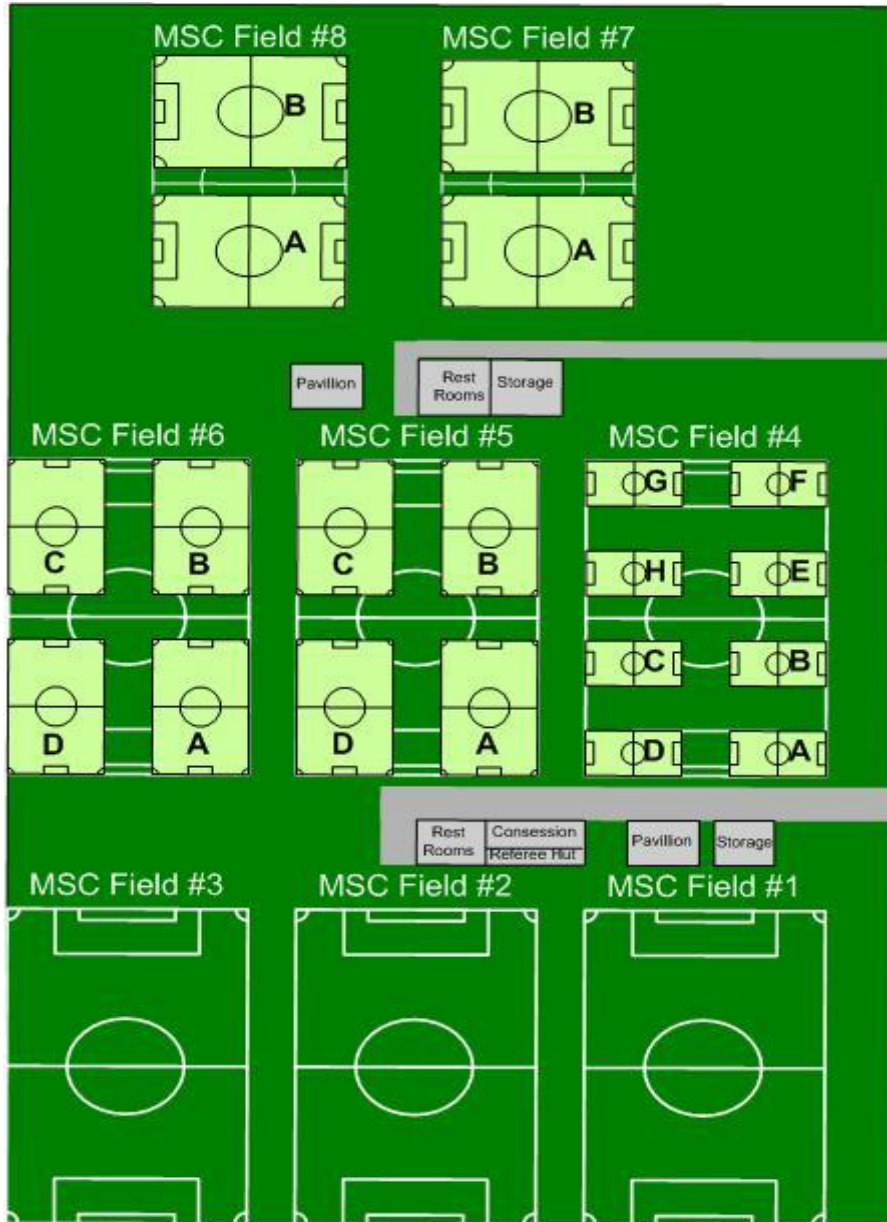 MSC Field #8
MSC Field #7
B
B
A
A
Pavillion
Rest
Rooms
Storage
MSC Field #6
MSC Field #5
MSC Field #4
G
F
C
B
C
B
H
E
C
B
D
A
D
A
D
A
Rest
Rooms
Consession
Referee Hut
Pavillion
Storage
MSC Field #3
MSC Field #2
MSC Field #1